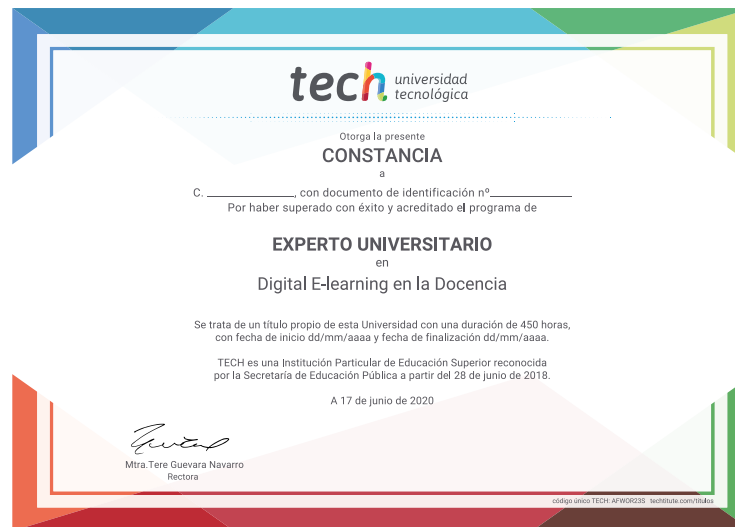 tech universidad
tecnológica
Otorga la presente
CONSTANCIA
a
C. ________________, con documento de identificación nº______________
Por haber superado con éxito y acreditado el programa de
EXPERTO UNIVERSITARIO
en
Digital E-learning en la Docencia
Se trata de un título propio de esta Universidad con una duración de 450 horas,
con fecha de inicio dd/mm/aaaa y fecha de finalización dd/mm/aaaa.
TECH es una Institución Particular de Educación Superior reconocida
por la Secretaría de Educación Pública a partir del 28 de junio de 2018.
A 17 de junio de 2020
Mtra.Tere Guevara Navarro
Rectora
código único TECH: AFWOR23S techtitute.com/titulos